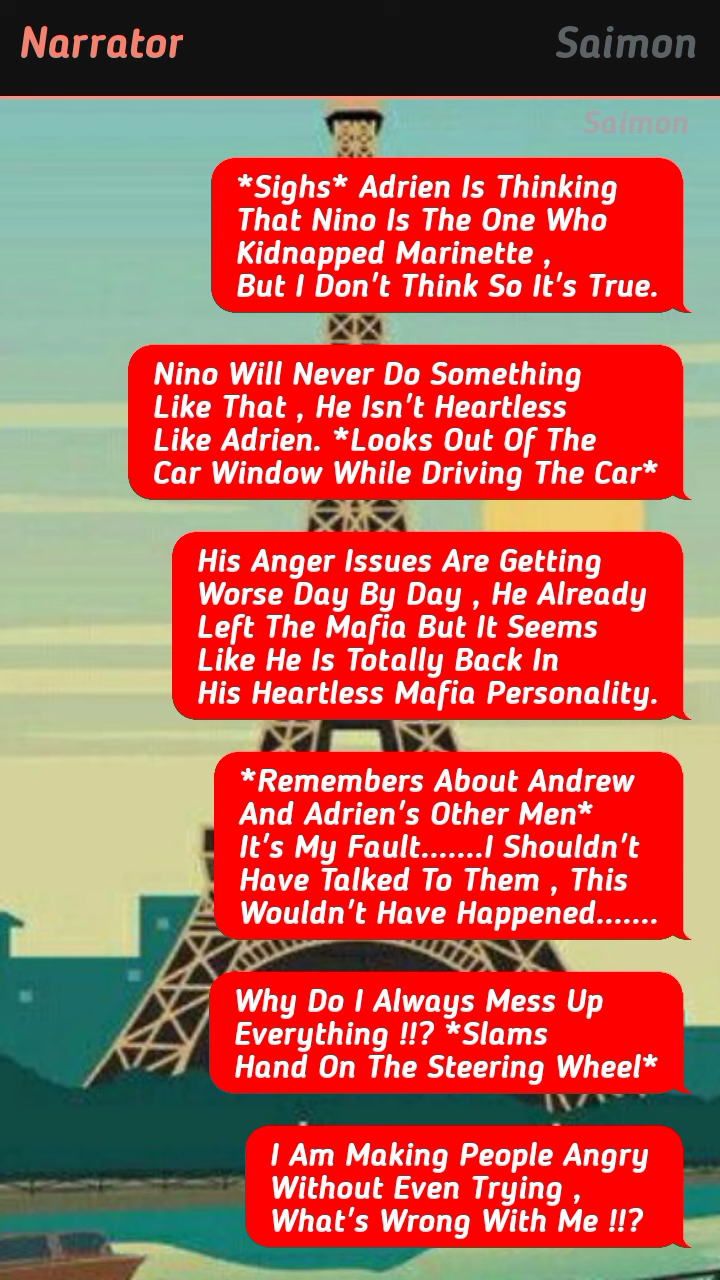 Narrator
Saimon
Saimon
*Sighs* Adrien Is Thinking
That Nino Is The One Who
Kidnapped Marinette ,
But I Don't Think So It's True.
Nino Will Never Do Something
Like That , He Isn't Heartless
Like Adrien. *Looks Out Of The
Car Window While Driving The Car*
His Anger Issues Are Getting
Worse Day By Day , He Already
Left The Mafia But It Seems
Like He Is Totally Back In
His Heartless Mafia Personality.
*Remembers About Andrew
And Adrien's Other Men*
It's My Fault.......I Shouldn't
Have Talked To Them , This
Wouldn't Have Happened.......
Why Do I Always Mess Up
Everything !!? *Slams
Hand On The Steering Wheel*
I Am Making People Angry
Without Even Trying ,
What's Wrong With Me !!?